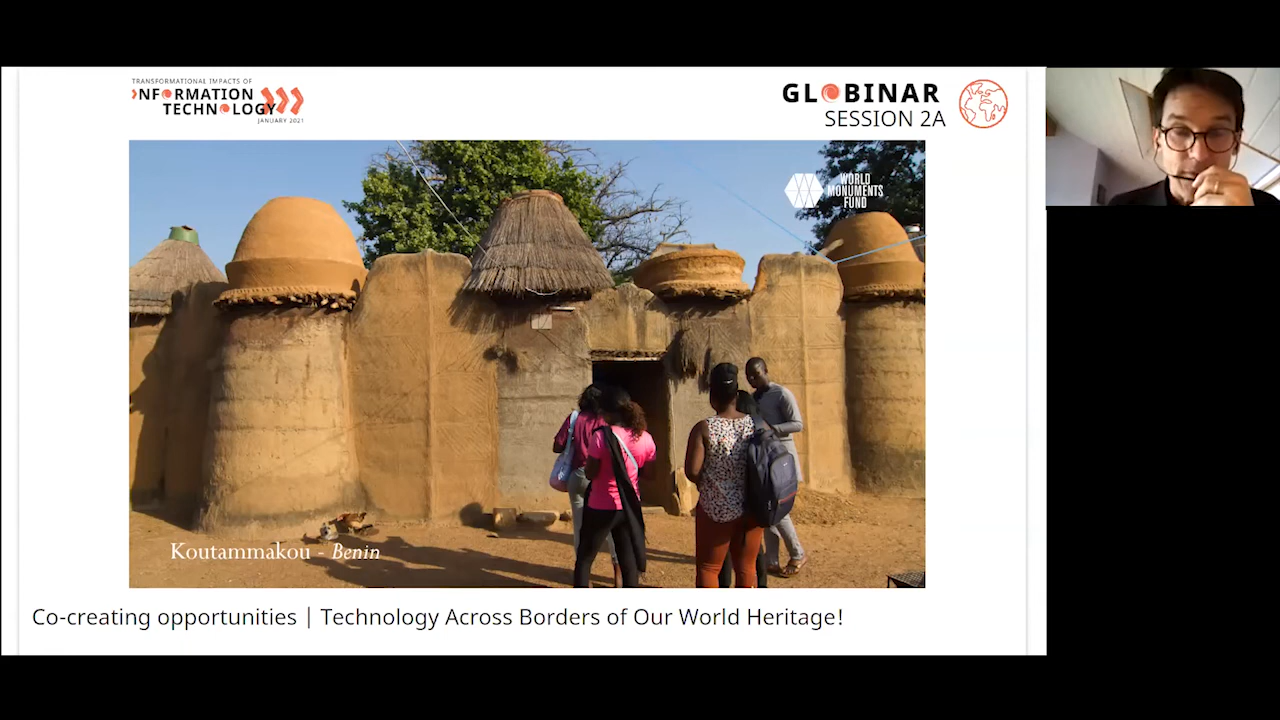 TRANSFORMATIONAL IMPACTS OF
INFORMATION
TECHNOLOGY
JANUARY 2021
GLOBINAR
SESSION 2A
WORLD
MONUMENTS
FUND
Koutammakou - Benin
Co-creating opportunities | Technology Across Borders of Our World Heritage!